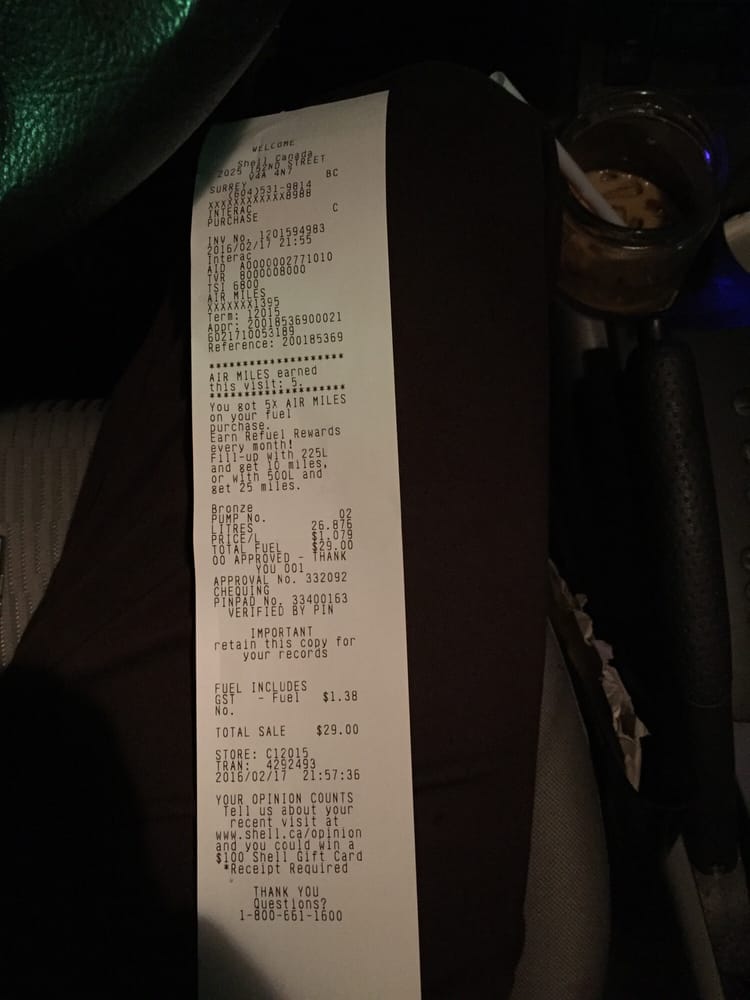 WELCOME
Shell Canada
2025 152ND STREET
V4A 4N7
SURREY BC
(604)531-9814
XXXXXXXXXXXX8988
INTERAC
PURCHASE C
INV No. 1201594983
2016/02/17 21:55
Interac
AID A0000002771010
TVR 8000008000
TSI 6800
AIR MILES
XXXXXXX1395
Term: 12015
Appr: 20018536900021
6021710053189
Reference: 200185369
********************
AIR MILES earned
this visit: 5.
********************
You got 5x AIR MILES
on your fuel
purchase.
Earn Refuel Rewards
every month!
Fill-up with 225L
and get 10 miles,
or with 500L and
get 25 miles.
Bronze
PUMP No. 02
LITRES 26.876
PRICE/L $1.079
TOTAL FUEL $29.00
00 APPROVED - THANK
YOU 001
APPROVAL No. 332092
CHEQUING
PINPAD No. 33400163
VERIFIED BY PIN
IMPORTANT
retain this copy for
your records
FUEL INCLUDES
GST - Fuel $1.38
No.
TOTAL SALE $29.00
STORE: C12015
TRAN: 4292493
2016/02/17 21:57:36
YOUR OPINION COUNTS
Tell us about your
recent visit at
www.shell.ca/opinion
and you could win a
$100 Shell Gift Card
*Receipt Required
THANK YOU
Questions?
1-800-661-1600